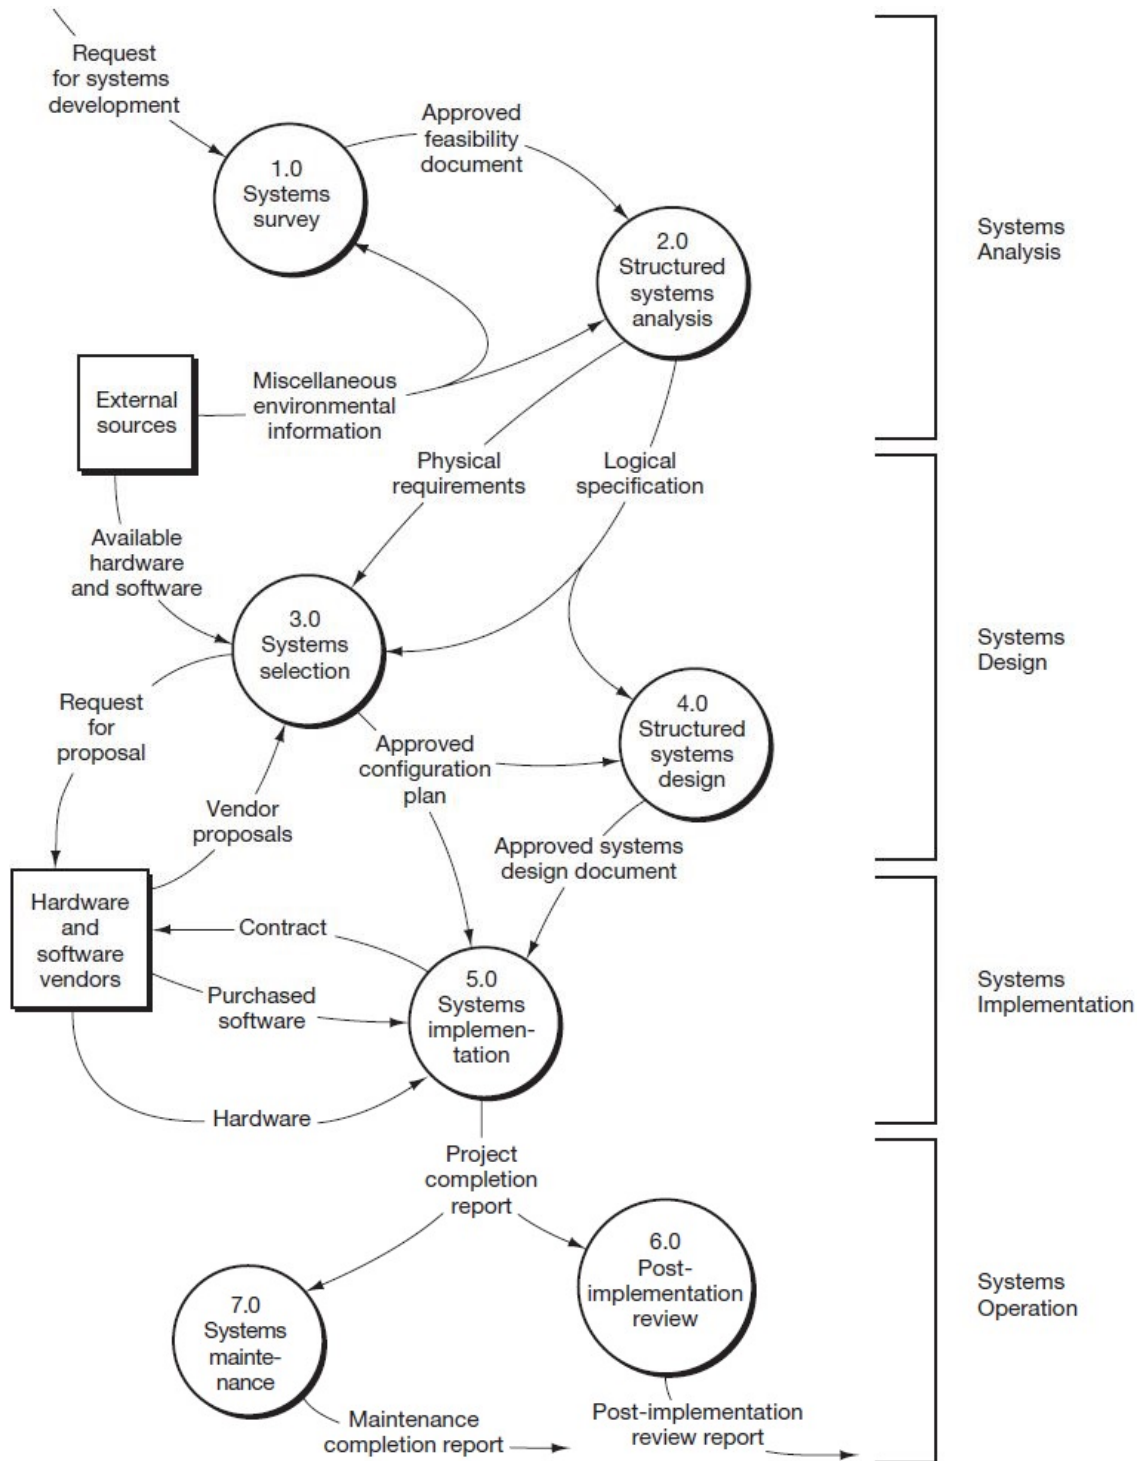 Request
for systems
development
Approved
feasibility
document
1.0
Systems
survey
2.0
Structured
systems
analysis
Systems
Analysis
External
sources
Miscellaneous
environmental
information
Physical
requirements
Logical
specification
Available
hardware
and software
3.0
Systems
selection
Systems
Design
Request
for
proposal
4.0
Structured
systems
design
Approved
configuration
plan
Vendor
proposals
Approved systems
design document
Hardware
and
software
vendors
Contract
Purchased
software
5.0
Systems
implemen-
tation
Systems
Implementation
Hardware
Project
completion
report
6.0
Post-
implementation
review
7.0
Systems
mainte-
nance
Systems
Operation
Maintenance
completion report
Post-implementation
review report